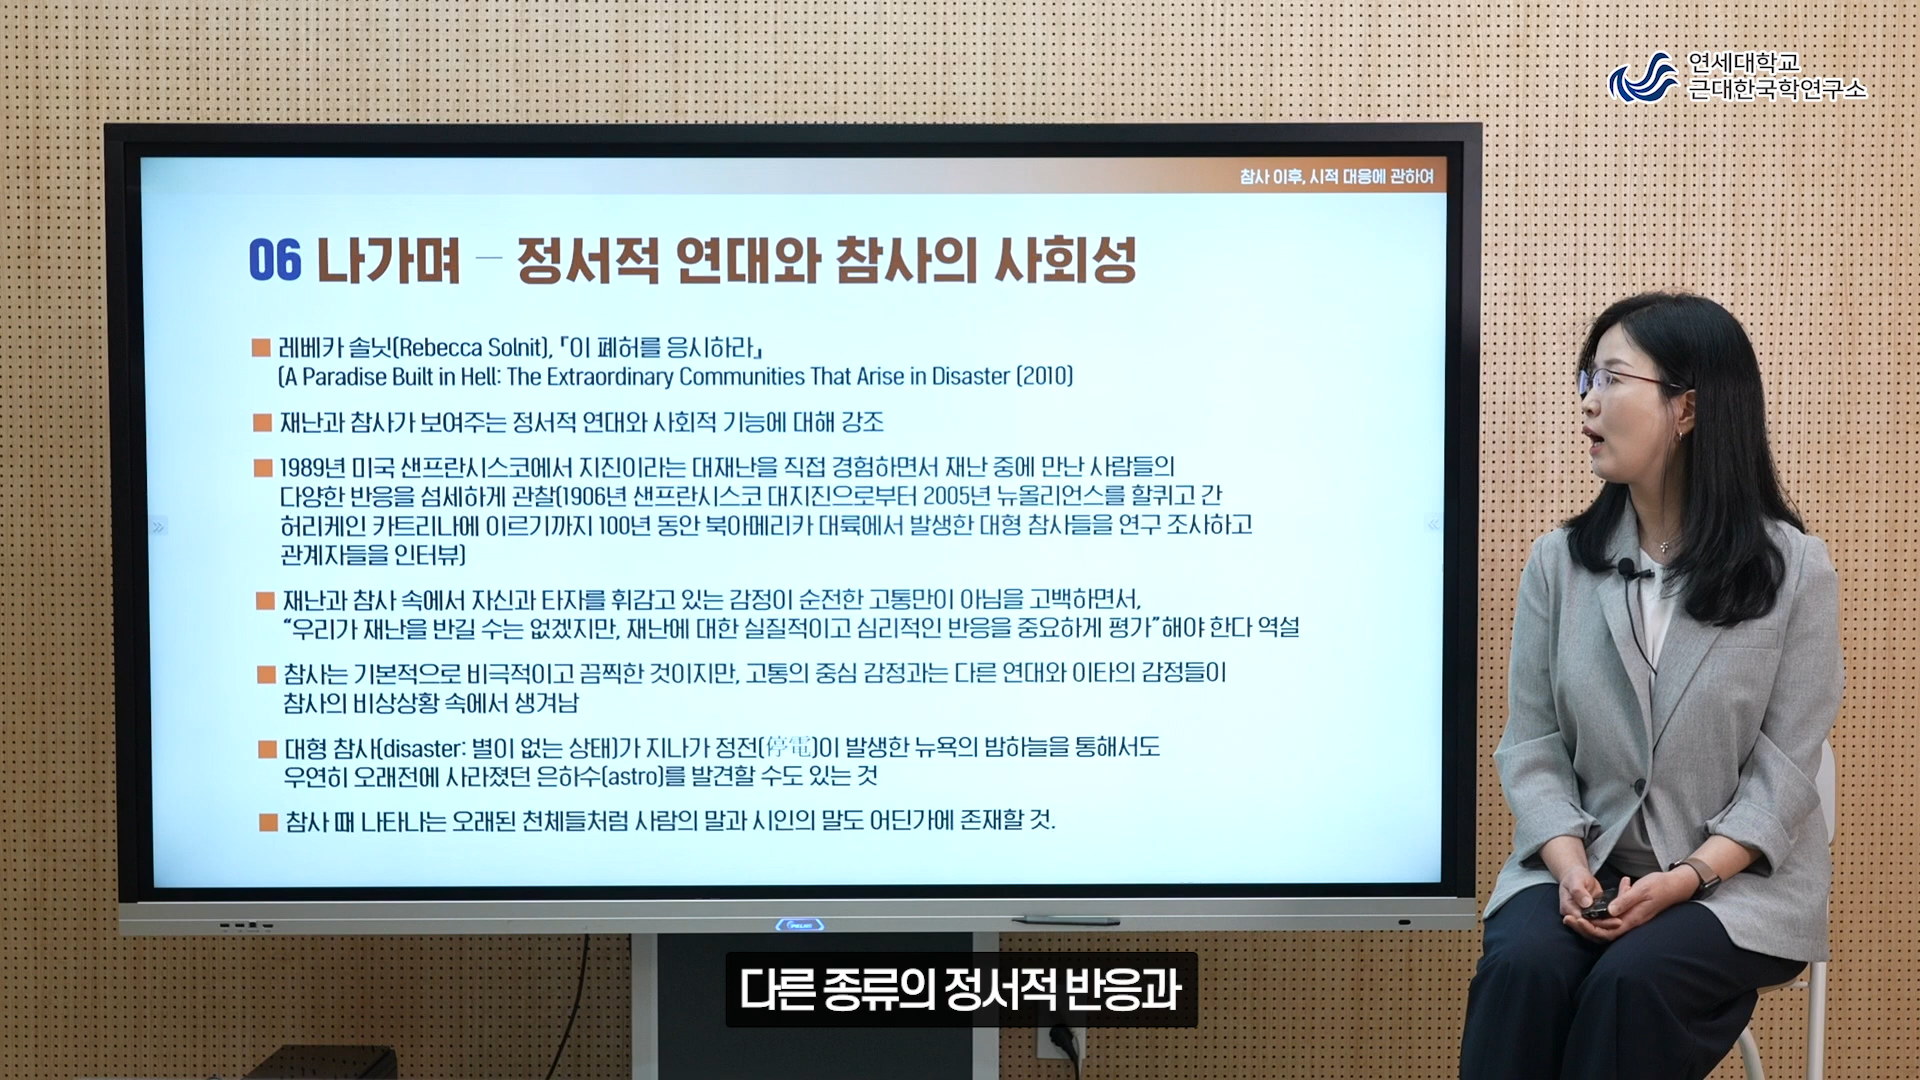 연세대학교
근대한국학연구소
참사 이후, 시적 대응에 관하여
06 나가며 – 정서적 연대와 참사의 사회성
레베카 솔닛(Rebecca Solnit), 『이 폐허를 응시하라』
(A Paradise Built in Hell: The Extraordinary Communities That Arise in Disaster (2010)
재난과 참사가 보여주는 정서적 연대와 사회적 기능에 대해 강조
1989년 미국 샌프란시스코에서 지진이라는 대재난을 직접 경험하면서 재난 중에 만난 사람들의
다양한 반응을 섬세하게 관찰(1906년 샌프란시스코 대지진으로부터 2005년 뉴올리언스를 할퀴고 간
허리케인 카트리나에 이르기까지 100년 동안 북아메리카 대륙에서 발생한 대형 참사들을 연구 조사하고
관계자들을 인터뷰)
재난과 참사 속에서 자신과 타자를 휘감고 있는 감정이 순전한 고통만이 아님을 고백하면서,
“우리가 재난을 반길 수는 없겠지만, 재난에 대한 실질적이고 심리적인 반응을 중요하게 평가”해야 한다 역설
참사는 기본적으로 비극적이고 끔찍한 것이지만, 고통의 중심 감정과는 다른 연대와 이타의 감정들이
참사의 비상상황 속에서 생겨남
대형 참사(disaster: 별이 없는 상태)가 지나가 정전(停電)이 발생한 뉴욕의 밤하늘을 통해서도
우연히 오래전에 사라졌던 은하수(astro)를 발견할 수도 있는 것
참사 때 나타나는 오래된 천체들처럼 사람의 말과 시인의 말도 어딘가에 존재할 것.
다른 종류의 정서적 반응과